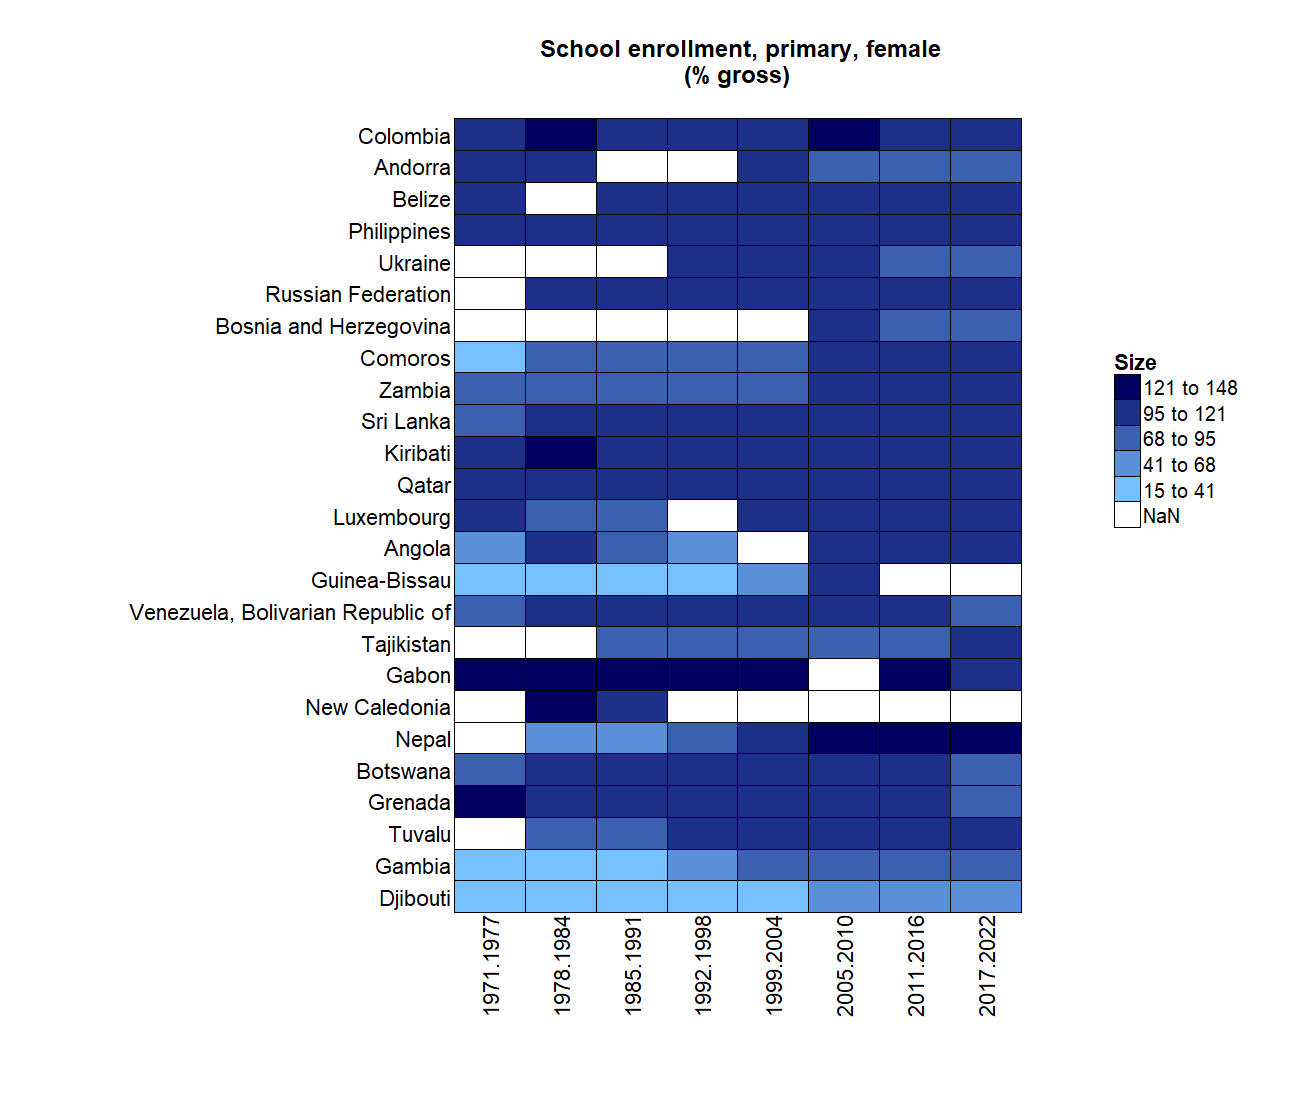 School enrollment, primary, female
(% gross)
Colombia
Andorra
Belize
Philippines
Ukraine
Russian Federation
Bosnia and Herzegovina
Comoros
Zambia
Sri Lanka
Kiribati
Qatar
Luxembourg
Angola
Guinea-Bissau
Venezuela, Bolivarian Republic of
Tajikistan
Gabon
New Caledonia
Nepal
Botswana
Grenada
Tuvalu
Gambia
Djibouti
1971.1977
1978.1984
1985.1991
1992.1998
1999.2004
2005.2010
2011.2016
2017.2022
Size
121 to 148
95 to 121
68 to 95
41 to 68
15 to 41
NaN